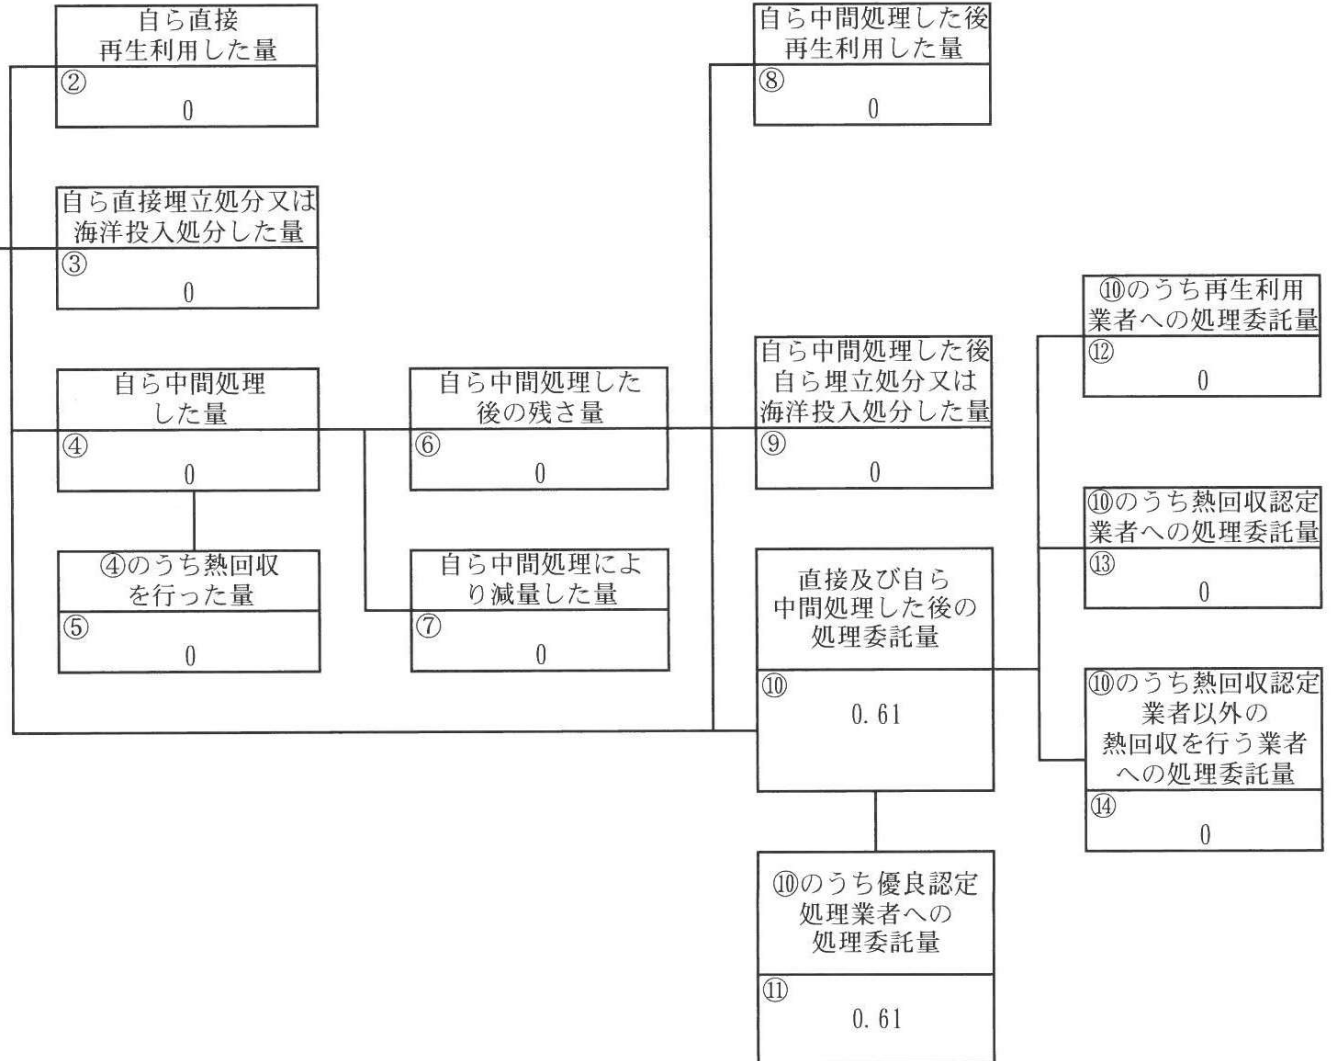 自ら直接
再生利用した量
②
0
自ら直接埋立処分又は
海洋投入処分した量
③
0
自ら中間処理
した量
④
0
④のうち熱回収
を行った量
⑤
0
自ら中間処理した
後の残さ量
⑥
0
自ら中間処理によ
り減量した量
⑦
0
自ら中間処理した後
再生利用した量
⑧
0
自ら中間処理した後
自ら埋立処分又は
海洋投入処分した量
⑨
0
直接及び自ら
中間処理した後の
処理委託量
⑩
0.61
⑩のうち優良認定
処理業者への
処理委託量
⑪
0.61
⑩のうち再生利用
業者への処理委託量
⑫
0
⑩のうち熱回収認定
業者への処理委託量
⑬
0
⑩のうち熱回収認定
業者以外の
熱回収を行う業者
への処理委託量
⑭
0